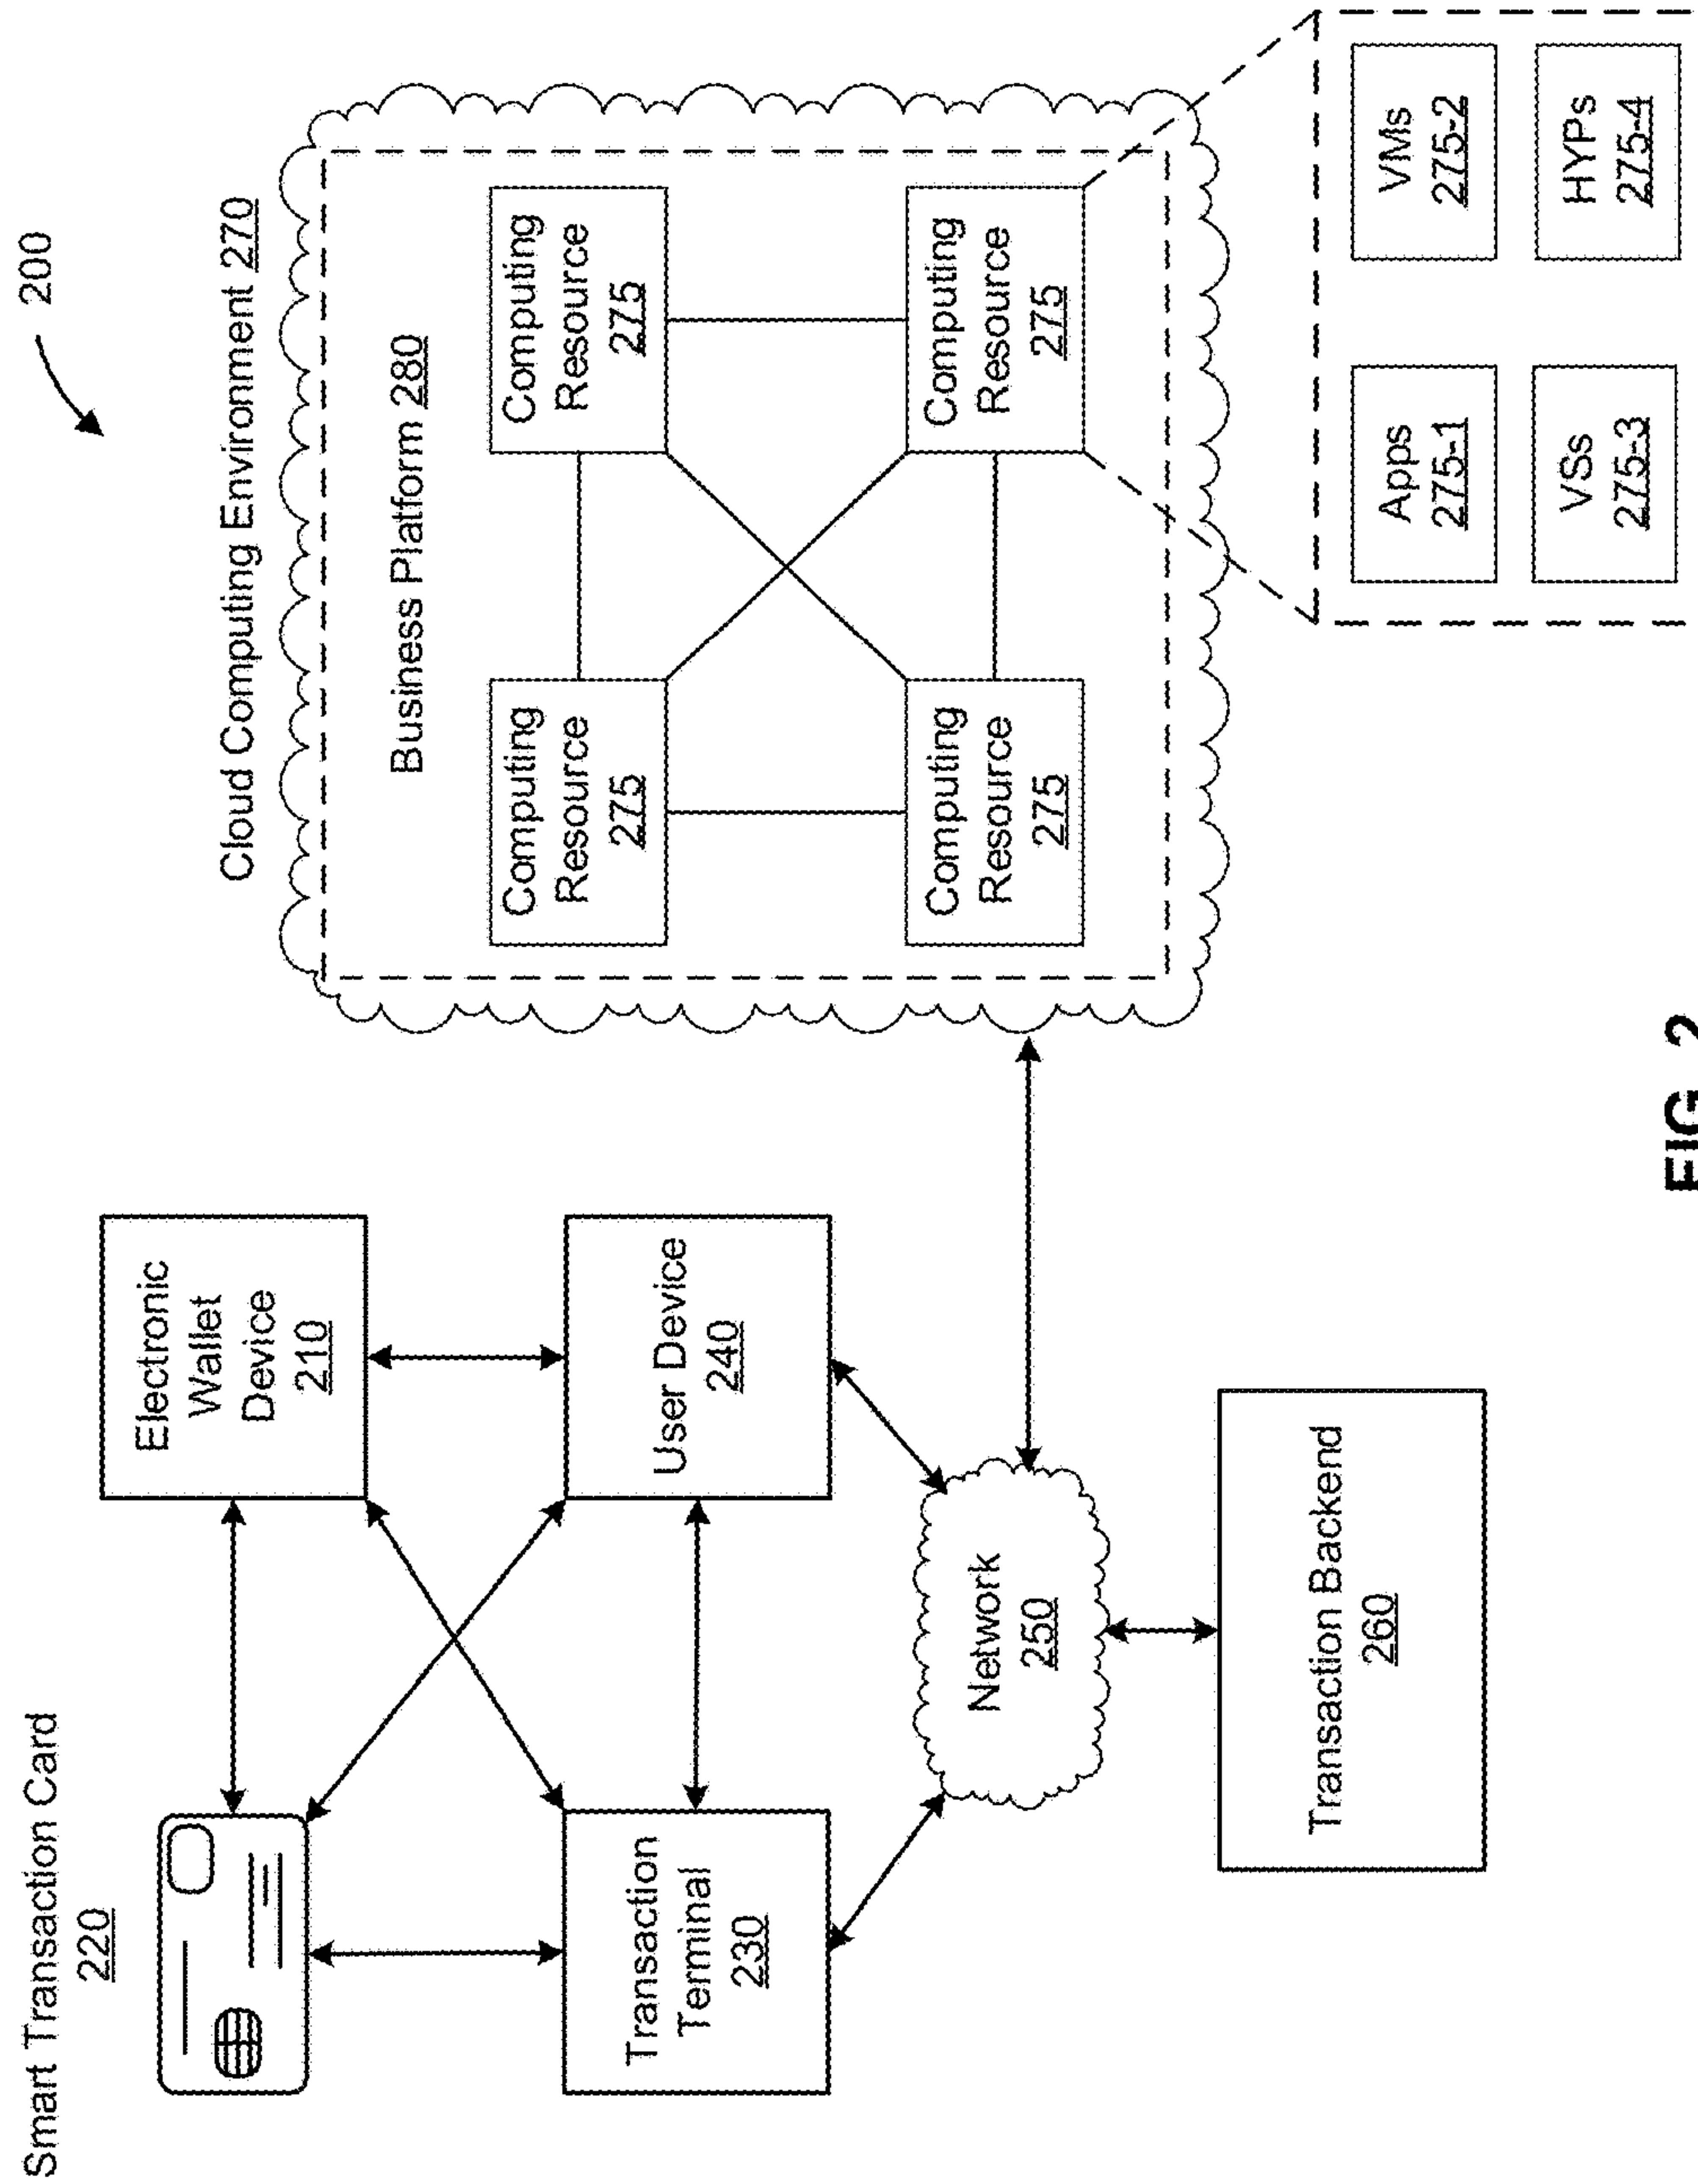 200
Smart Transaction Card
220
Electronic
Wallet
Device
210
Transaction
Terminal
230
User Device
240
Network
250
Transaction Backend
260
Cloud Computing Environment 270
Business Platform 280
Computing
Resource
275
Computing
Resource
275
Computing
Resource
275
Computing
Resource
275
Apps
275-1
VMs
275-2
VSs
275-3
HYPs
275-4
FIG. 2